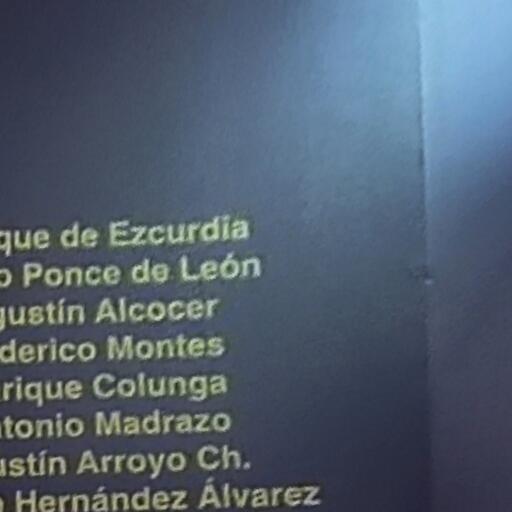 que de Ezcurdia
o Ponce de León
gustín Alcocer
derico Montes
rique Colunga
ntonio Madrazo
ustín Arroyo Ch.
Hernández Álvarez